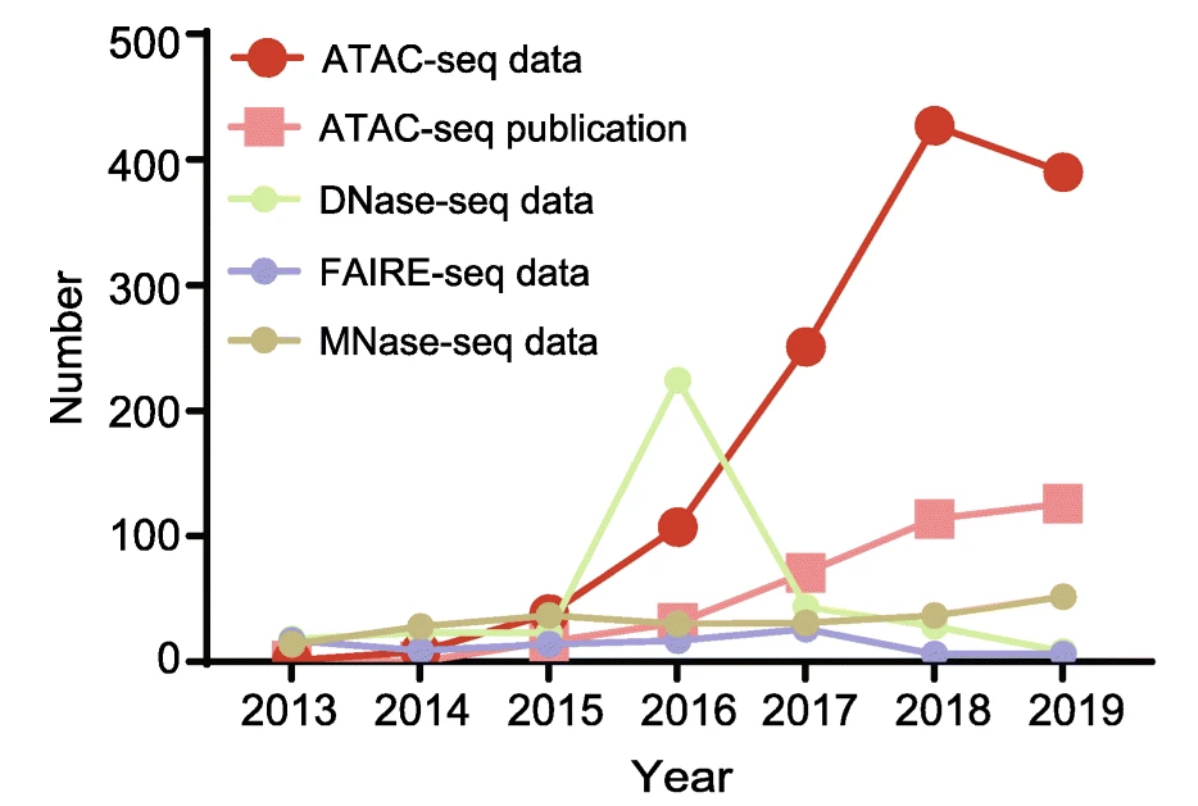 500
400
300
200
100
0
Number
ATAC-seq data
ATAC-seq publication
DNase-seq data
FAIRE-seq data
MNase-seq data
2013 2014 2015 2016 2017 2018 2019
Year